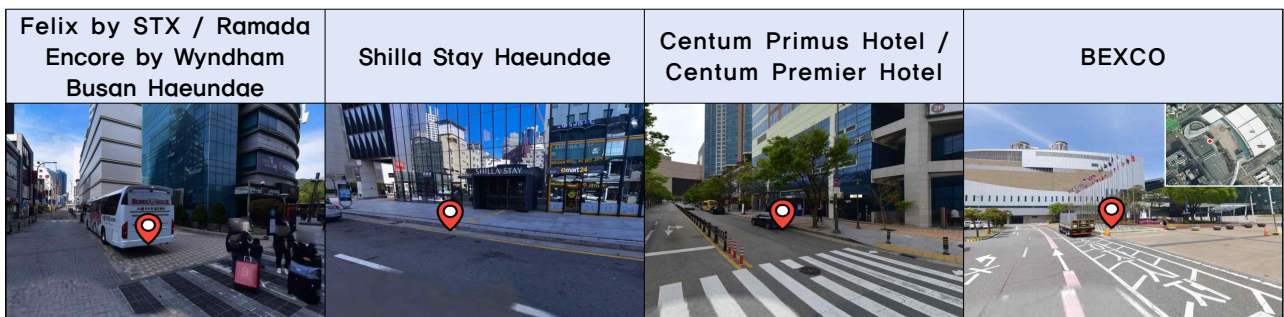 Felix by STX / Ramada
Encore by Wyndham
Busan Haeundae
Shilla Stay Haeundae
Centum Primus Hotel /
Centum Premier Hotel
BEXCO
SHILLA STAY
emart24
2F